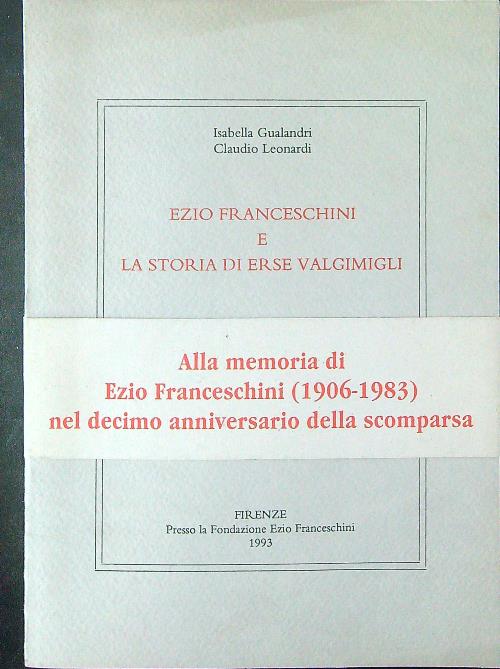 Isabella Gualandri
Claudio Leonardi
EZIO FRANCESCHINI
E
LA STORIA DI ERSE VALGIMIGLI
Alla memoria di
Ezio Franceschini (1906-1983)
nel decimo anniversario della scomparsa
FIRENZE
Presso la Fondazione Ezio Franceschini
1993